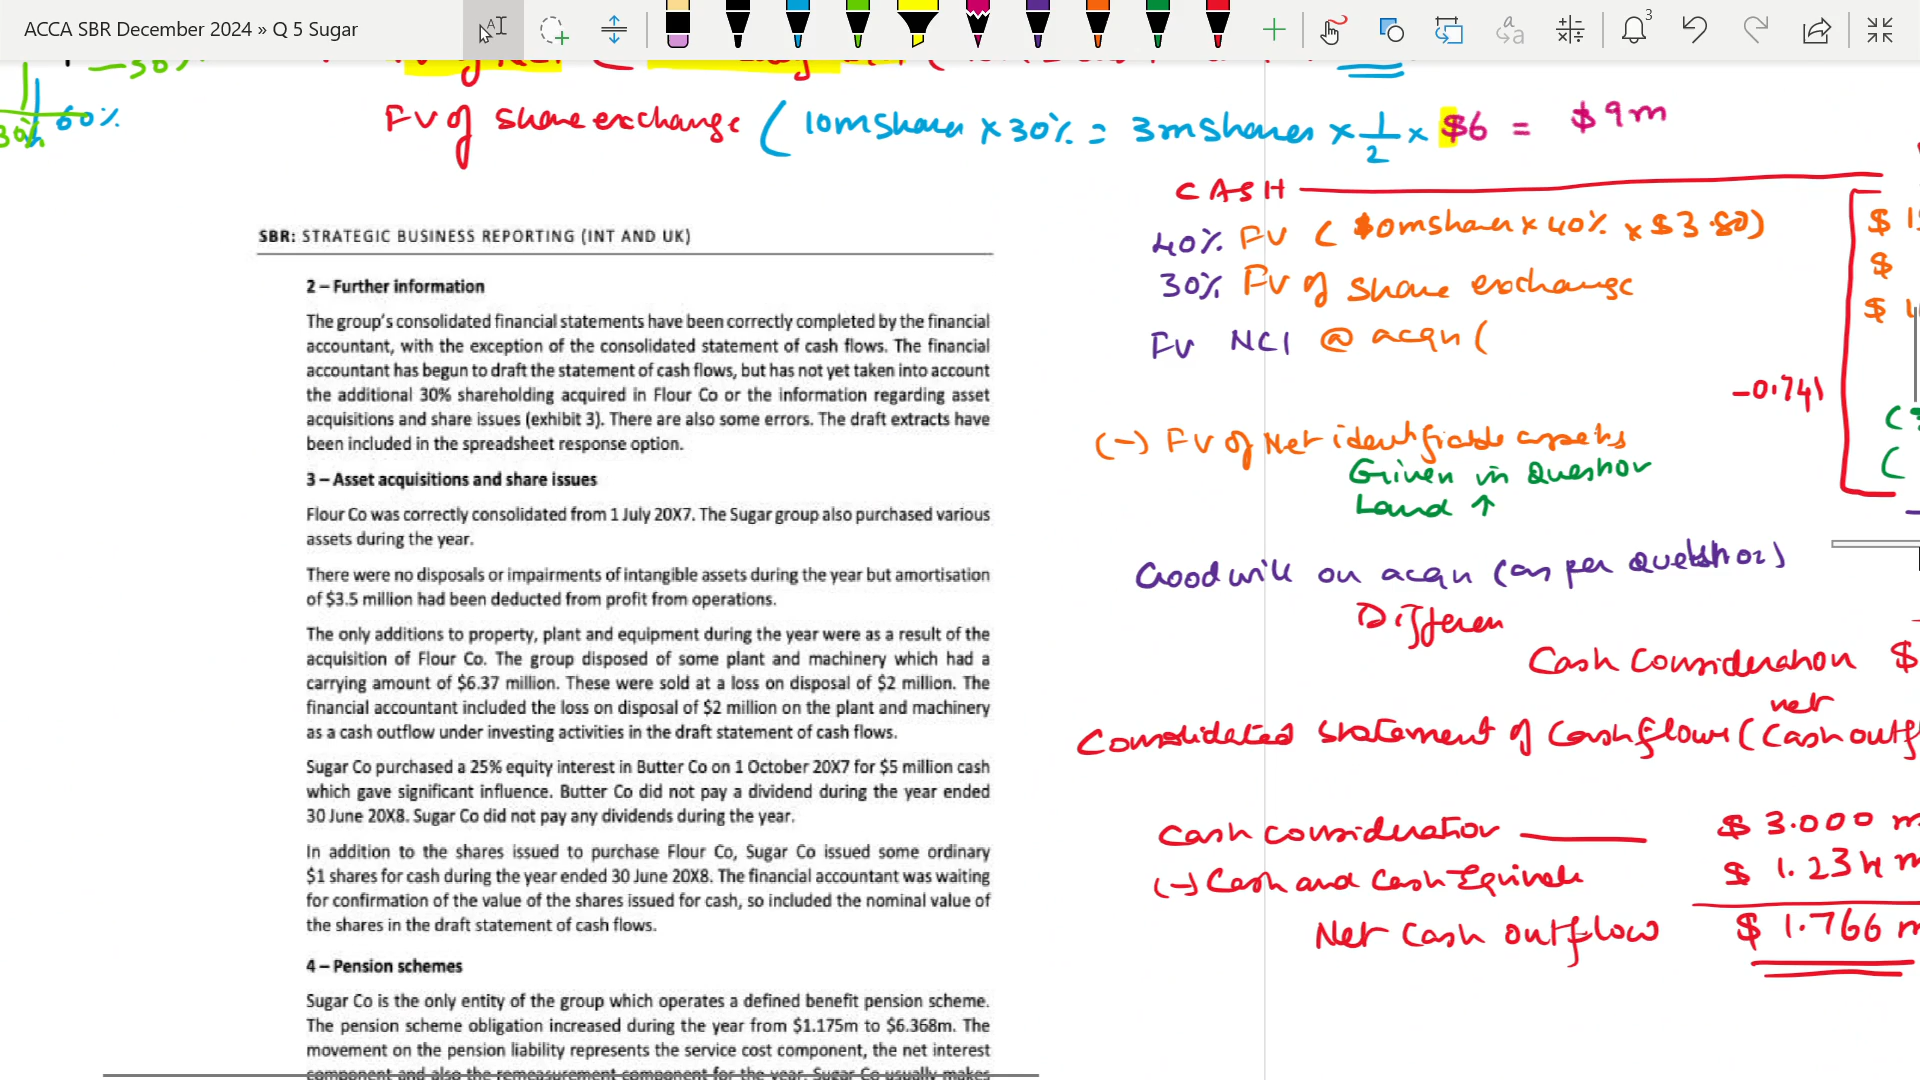 ACCA SBR December 2024 » Q 5 Sugar
3
60%
30%
FV of share exchange ( 10m shares × 30% = 3m shares × 1/2 × $6 = $9m
CASH
40% FV ( 10m shares × 40% × $3.80)
30% FV of share exchange
FV NCI @ acqn (
-0.741
(-) FV of Net identifiable assets
Given in Question
Land ↑
Goodwill on acqn (as per question)
Differen
Cash Consideration $
net
Consolidated Statement of Cashflows (Cash outf
Cash consideration $ 3.000 m
(-) Cash and Cash Equivale $ 1.234 m
Net cash outflow $ 1.766 m
SBR: STRATEGIC BUSINESS REPORTING (INT AND UK)
2 – Further information
The group's consolidated financial statements have been correctly completed by the financial
accountant, with the exception of the consolidated statement of cash flows. The financial
accountant has begun to draft the statement of cash flows, but has not yet taken into account
the additional 30% shareholding acquired in Flour Co or the information regarding asset
acquisitions and share issues (exhibit 3). There are also some errors. The draft extracts have
been included in the spreadsheet response option.
3 – Asset acquisitions and share issues
Flour Co was correctly consolidated from 1 July 20X7. The Sugar group also purchased various
assets during the year.
There were no disposals or impairments of intangible assets during the year but amortisation
of $3.5 million had been deducted from profit from operations.
The only additions to property, plant and equipment during the year were as a result of the
acquisition of Flour Co. The group disposed of some plant and machinery which had a
carrying amount of $6.37 million. These were sold at a loss on disposal of $2 million. The
financial accountant included the loss on disposal of $2 million on the plant and machinery
as a cash outflow under investing activities in the draft statement of cash flows.
Sugar Co purchased a 25% equity interest in Butter Co on 1 October 20X7 for $5 million cash
which gave significant influence. Butter Co did not pay a dividend during the year ended
30 June 20X8. Sugar Co did not pay any dividends during the year.
In addition to the shares issued to purchase Flour Co, Sugar Co issued some ordinary
$1 shares for cash during the year ended 30 June 20X8. The financial accountant was waiting
for confirmation of the value of the shares issued for cash, so included the nominal value of
the shares in the draft statement of cash flows.
4 – Pension schemes
Sugar Co is the only entity of the group which operates a defined benefit pension scheme.
The pension scheme obligation increased during the year from $1.175m to $6.368m. The
movement on the pension liability represents the service cost component, the net interest
component and also the remeasurement component for the year. Sugar Co usually makes